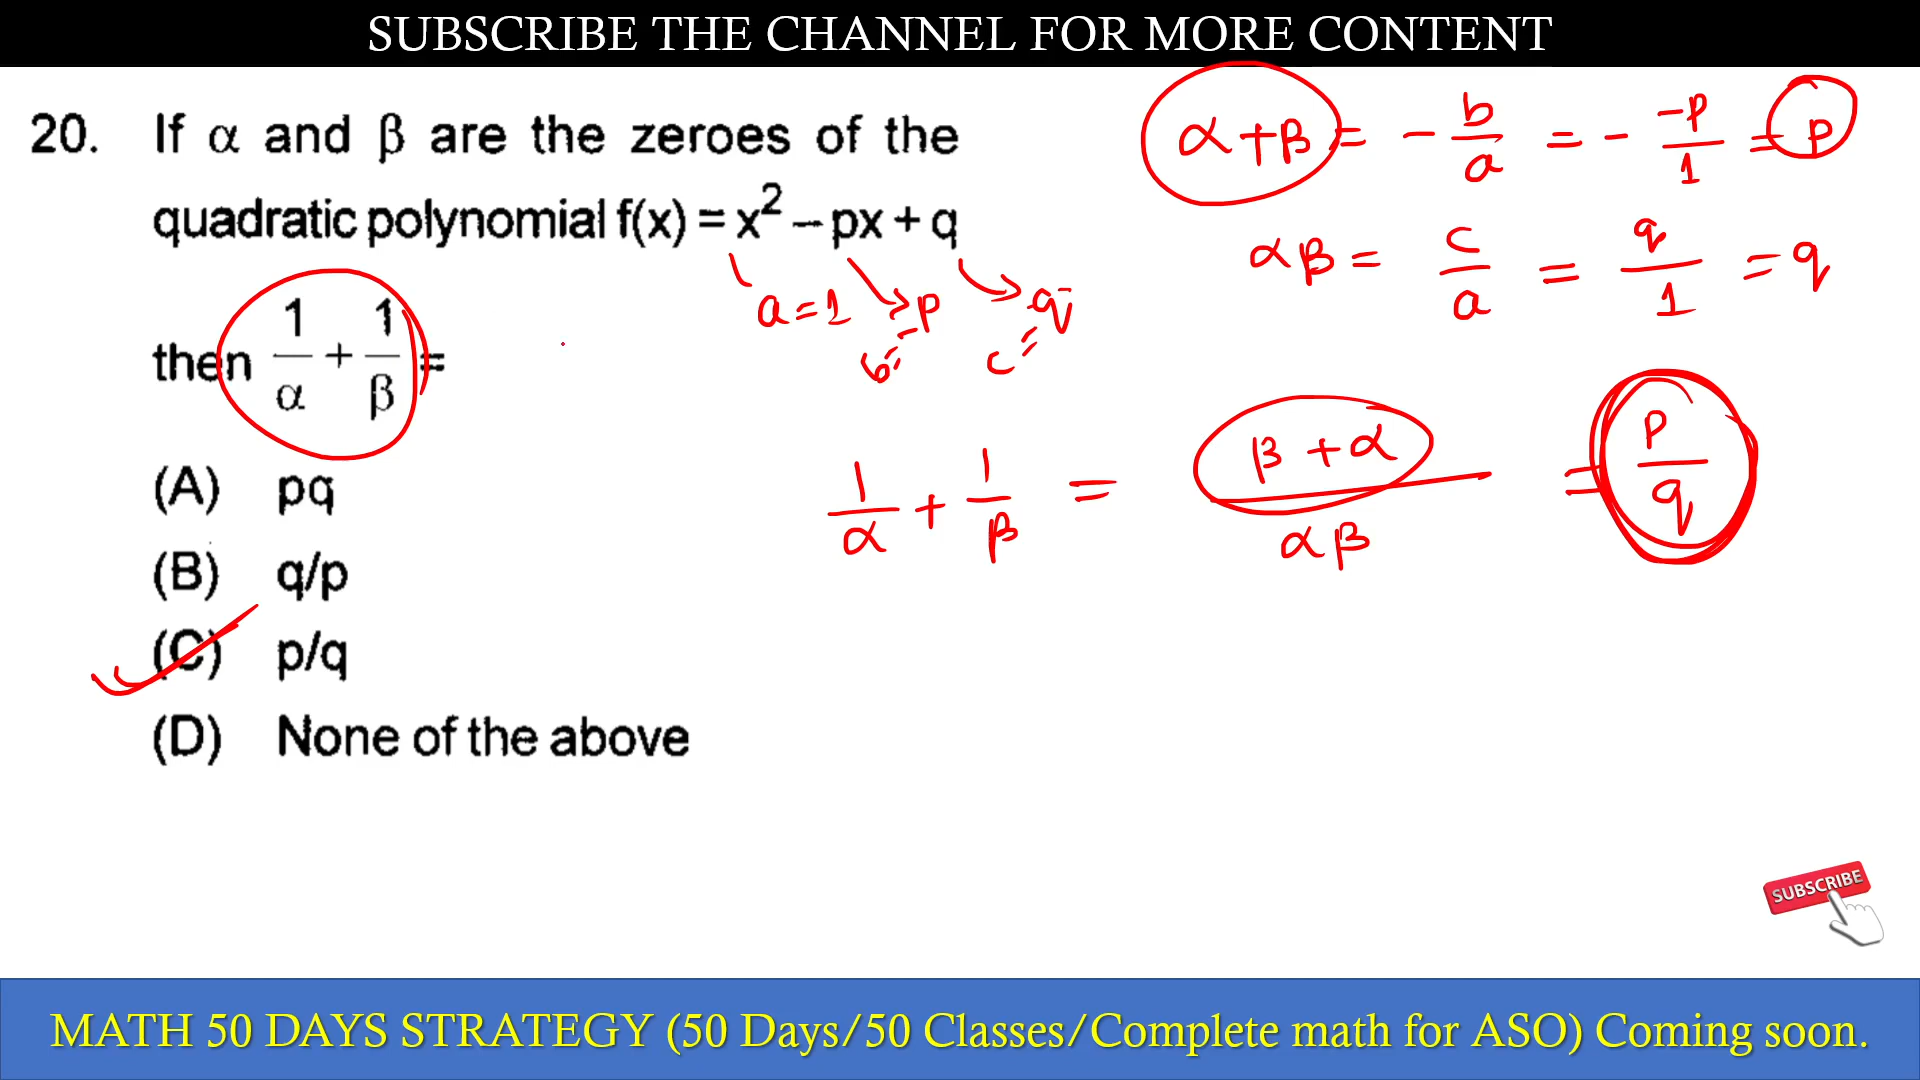 SUBSCRIBE THE CHANNEL FOR MORE CONTENT
20. If α and β are the zeroes of the
quadratic polynomial f(x) = x² – px + q
then 1/α + 1/β =
(A) pq
(B) q/p
(C) p/q
(D) None of the above
a = 1
p
b =
q
c =
α + β = - b/a = - -p/1 = p
αβ = c/a = q/1 = q
1/α + 1/β = β + α/αβ = p/q
SUBSCRIBE
MATH 50 DAYS STRATEGY (50 Days/50 Classes/Complete math for ASO) Coming soon.